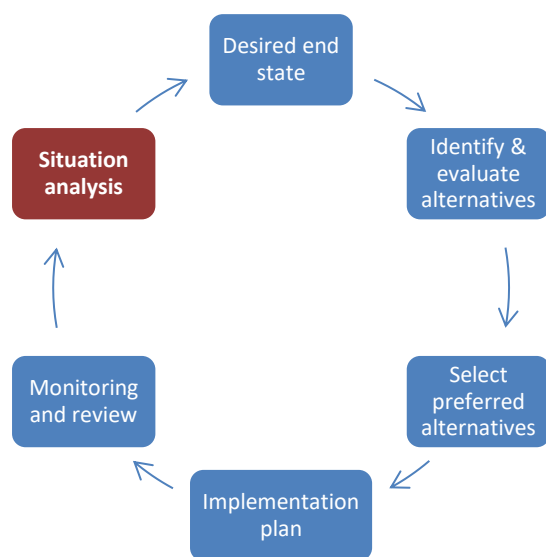 Desired end
state
Identify &
evaluate
alternatives
Select
preferred
alternatives
Implementation
plan
Monitoring
and review
Situation
analysis